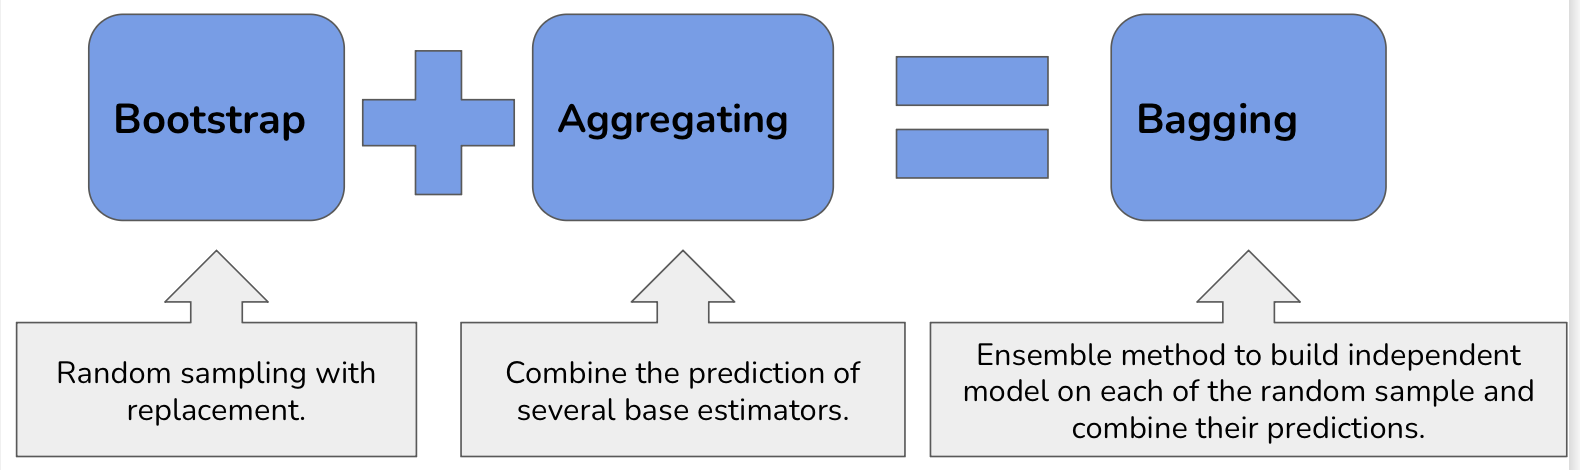 Bootstrap
Aggregating
Bagging
Random sampling with
replacement.
Combine the prediction of
several base estimators.
Ensemble method to build independent
model on each of the random sample and
combine their predictions.